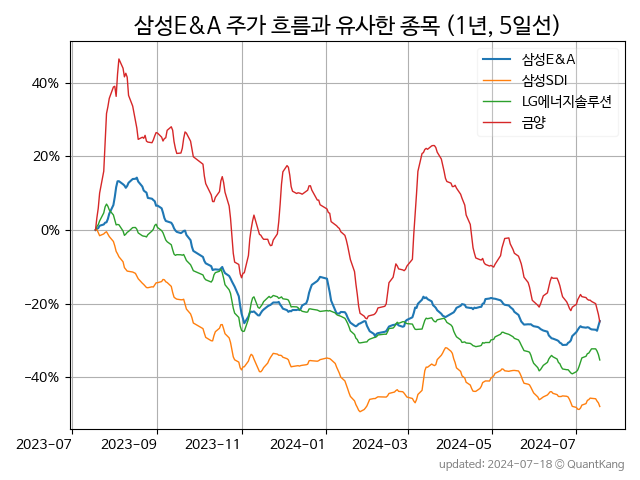 삼성E&A 주가 흐름과 유사한 종목 (1년, 5일선)
삼성E&A
삼성SDI
LG에너지솔루션
금양
40%
20%
0%
−20%
−40%
2023-07 2023-09 2023-11 2024-01 2024-03 2024-05 2024-07
updated: 2024-07-18 © QuantKang